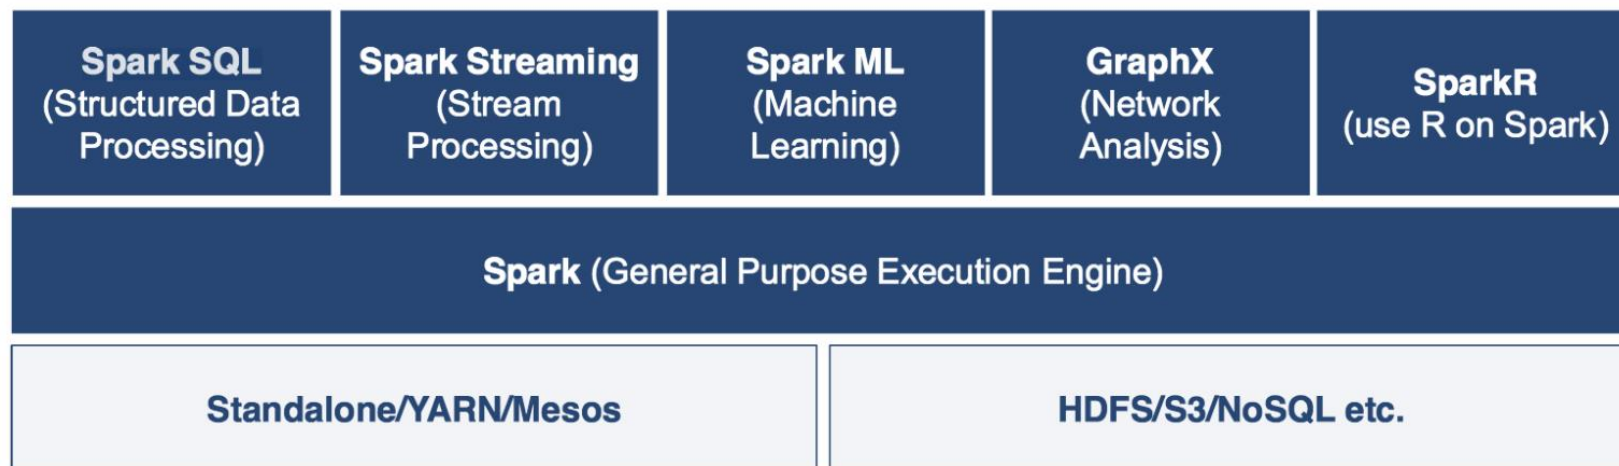 Spark SQL
(Structured Data
Processing)
Spark Streaming
(Stream
Processing)
Spark ML
(Machine
Learning)
GraphX
(Network
Analysis)
SparkR
(use R on Spark)
Spark (General Purpose Execution Engine)
Standalone/YARN/Mesos
HDFS/S3/NoSQL etc.